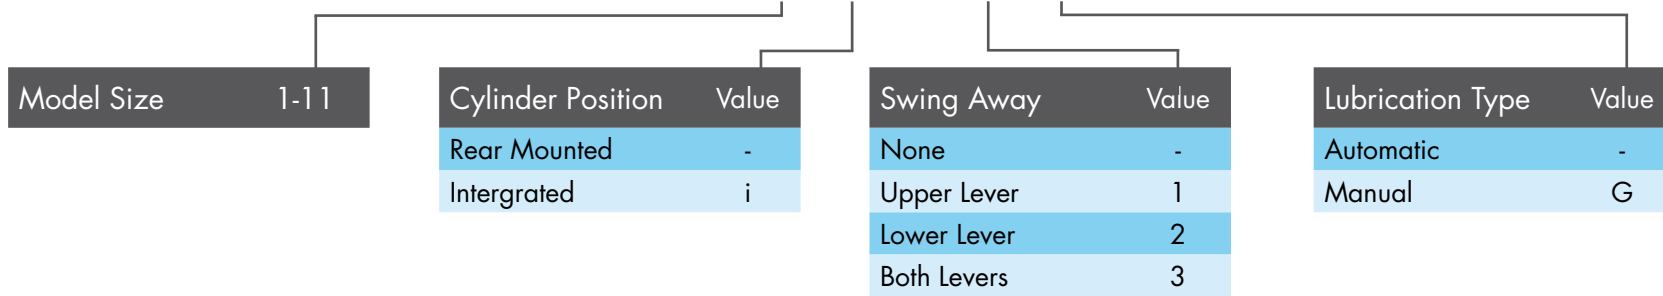 Model Size 1-11
Cylinder Position Value
Rear Mounted -
Intergrated i
Swing Away Value
None -
Upper Lever 1
Lower Lever 2
Both Levers 3
Lubrication Type Value
Automatic -
Manual G